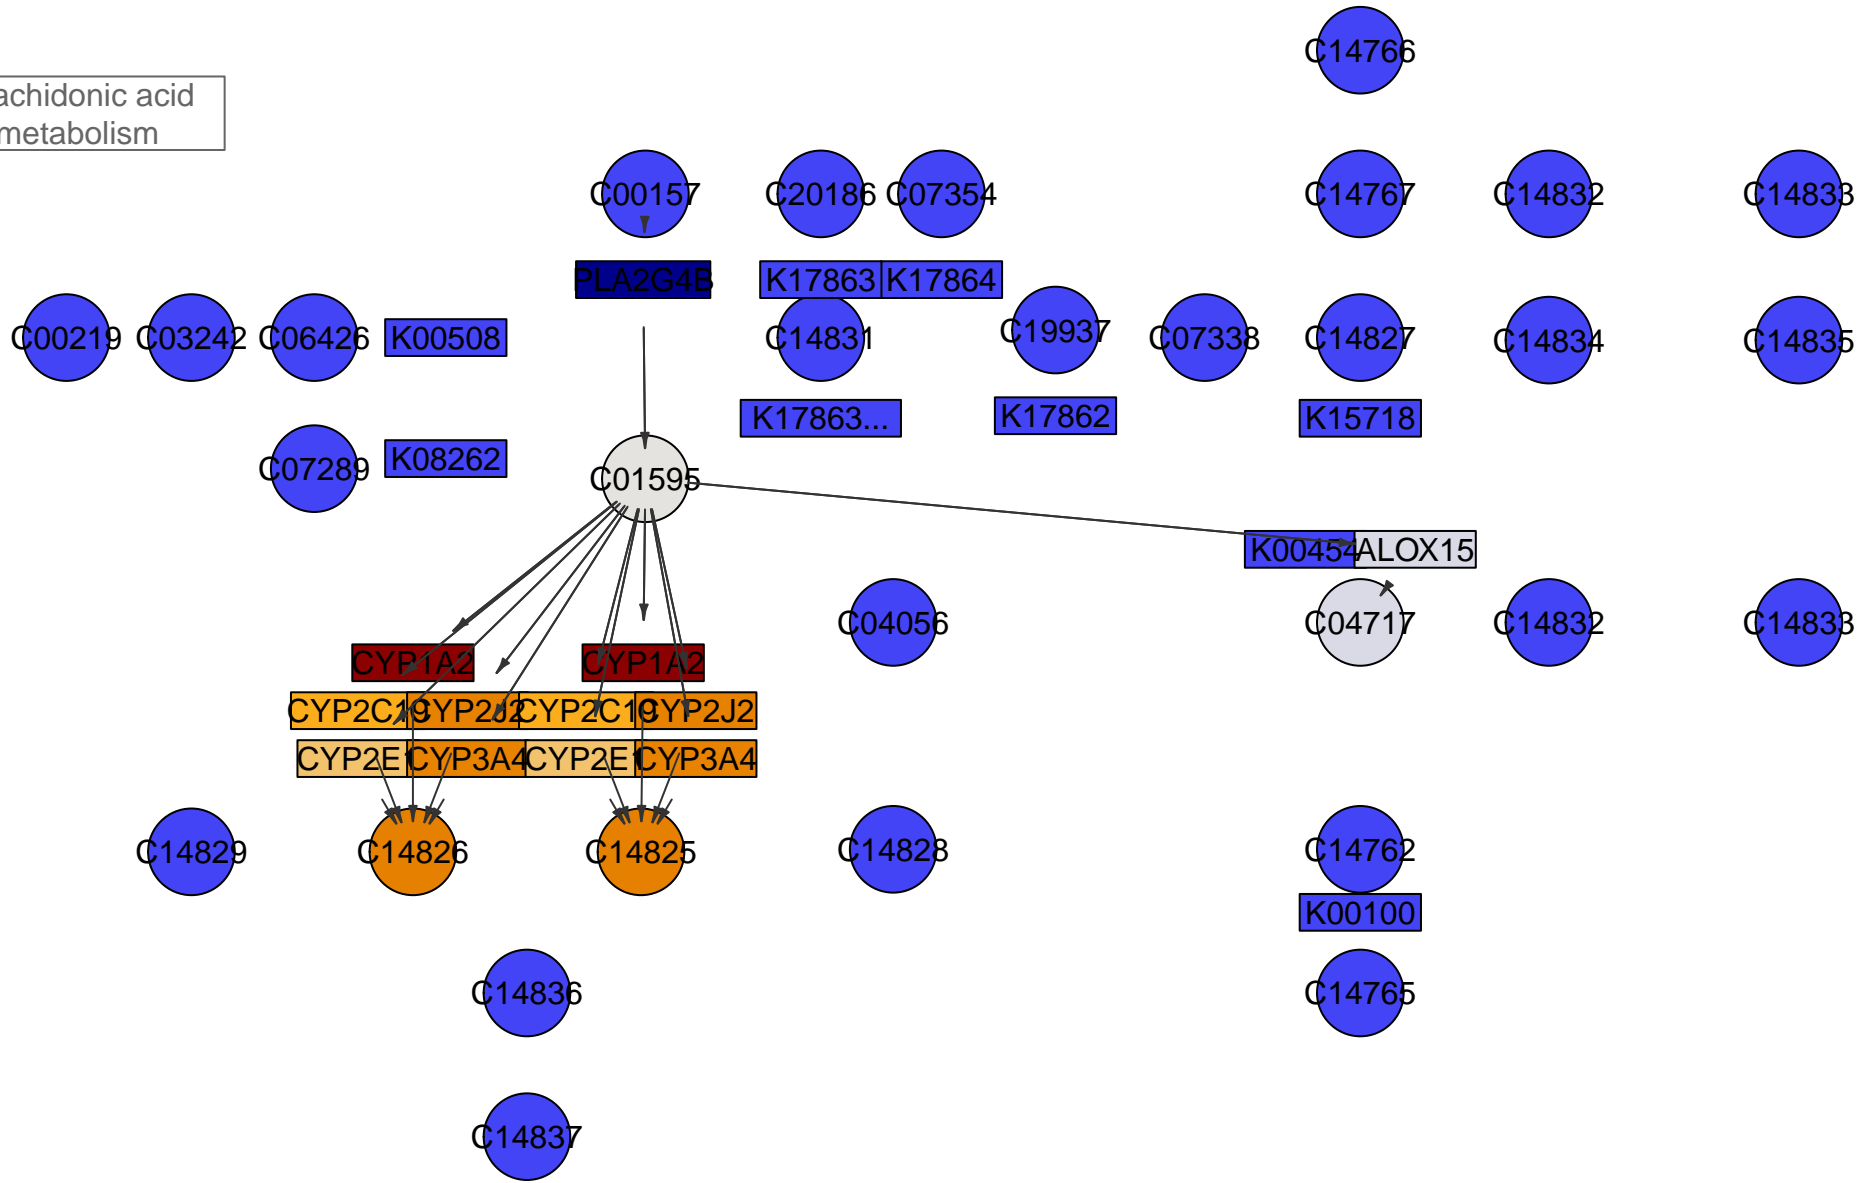 C14766
achidonic acid
metabolism
C00157
C20186
C07354
C14767
C14832
C14833
PLA2G4B
K17863
K17864
C00219
C03242
C06426
K00508
C14831
C19937
C07338
C14827
C14834
C14835
K17863...
K17862
K15718
C07289
K08262
C01595
K00454
ALOX15
C04056
C04717
C14832
C14833
CYP1A2
CYP1A2
CYP2C19
CYP2J2
CYP2C19
CYP2J2
CYP2E1
CYP3A4
CYP2E1
CYP3A4
C14829
C14826
C14825
C14828
C14762
K00100
C14836
C14765
C14837